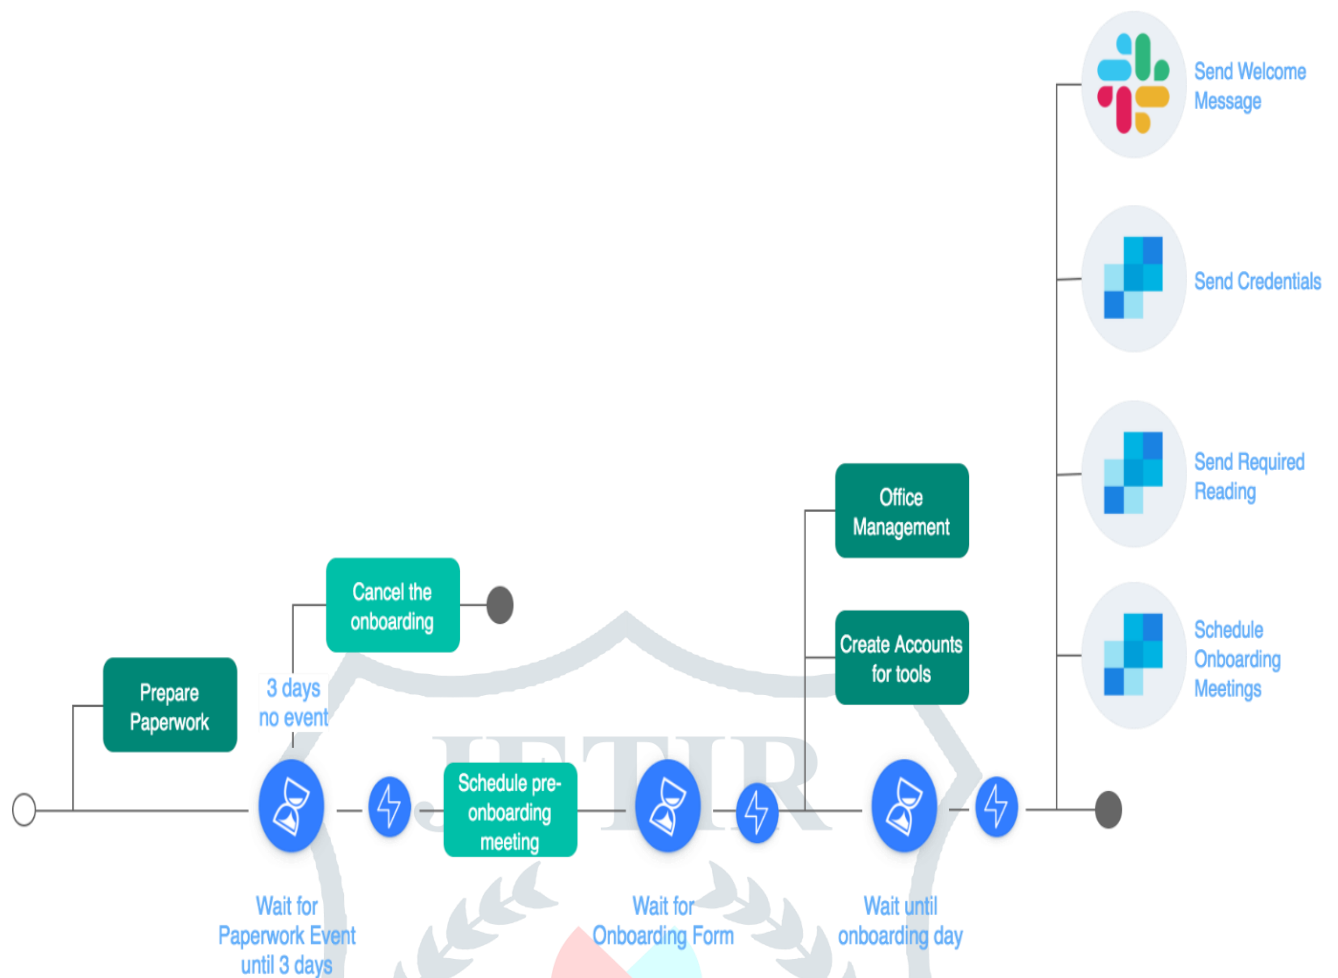 Send Welcome
Message
Send Credentials
Send Required
Reading
Office
Management
Cancel the
onboarding
Create Accounts
for tools
Schedule
Onboarding
Meetings
Prepare
Paperwork
3 days
no event
JETIR
Schedule pre-
onboarding
meeting
Wait for
Paperwork Event
until 3 days
Wait for
Onboarding Form
Wait until
onboarding day